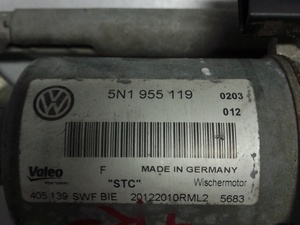 5N1 955 119 0203
012
Valeo F MADE IN GERMANY
"STC" Wischermotor
405.139 SWF BIE 20122010RML2 5683